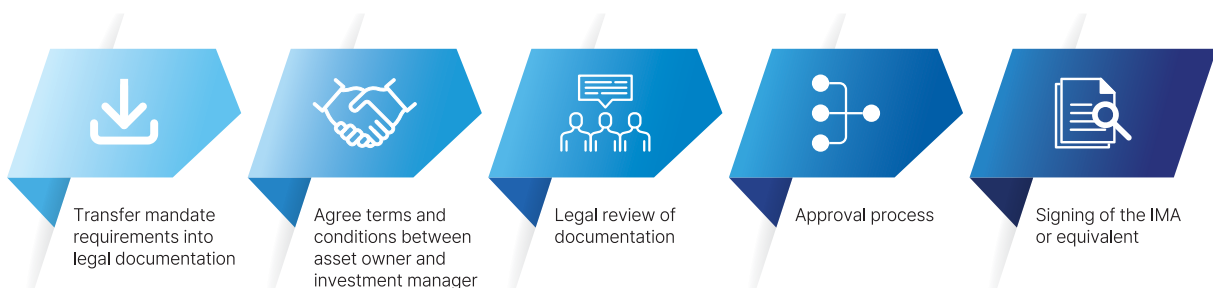 Transfer mandate
requirements into
legal documentation
Agree terms and
conditions between
asset owner and
investment manager
Legal review of
documentation
Approval process
Signing of the IMA
or equivalent